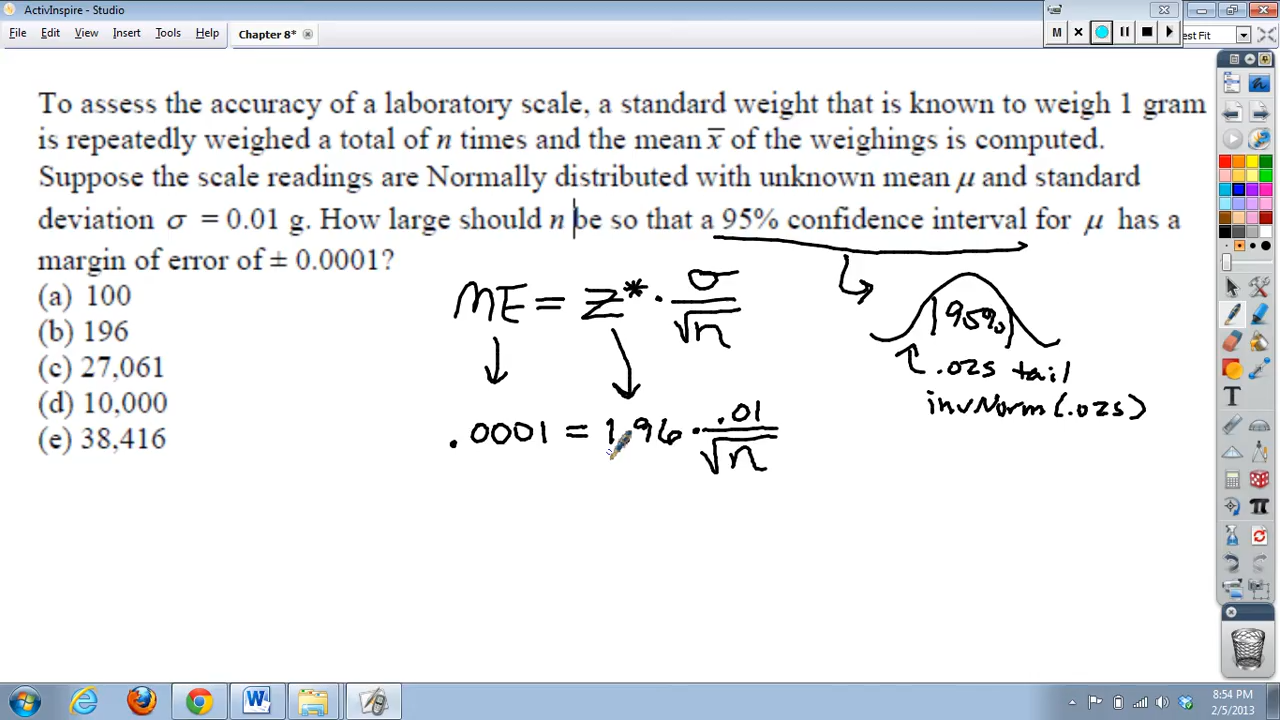 ActivInspire - Studio
File Edit View Insert Tools Help Chapter 8*
M
est Fit
To assess the accuracy of a laboratory scale, a standard weight that is known to weigh 1 gram
is repeatedly weighed a total of n times and the mean x̅ of the weighings is computed.
Suppose the scale readings are Normally distributed with unknown mean μ and standard
deviation σ = 0.01 g. How large should n be so that a 95% confidence interval for μ has a
margin of error of ± 0.0001?
(a) 100
(b) 196
(c) 27,061
(d) 10,000
(e) 38,416
ME = Z* · σ/√n
.0001 = 1.96 · .01/√n
95%
.025 tail
invNorm(.025)
8:54 PM
2/5/2013